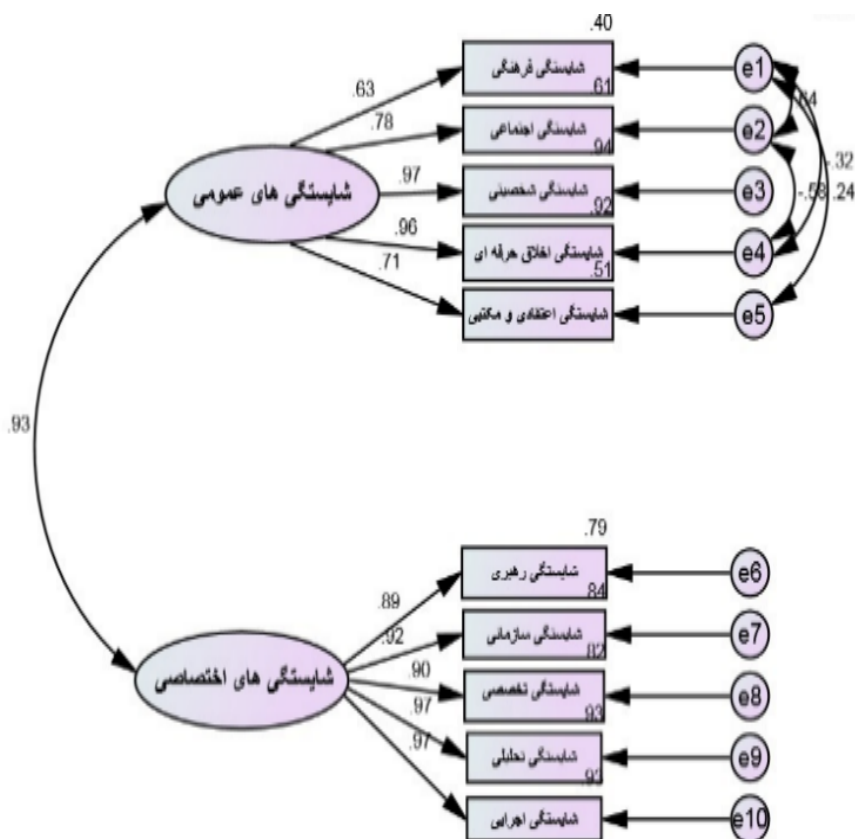 .40
شایستگی فرهنگی
e1
.63
.61
شایستگی اجتماعی
e2
.78
.94
شایستگی شخصیتی
e3
شایستگی های عمومی
.97
.92
شایستگی اخلاق حرفه ای
e4
.96
.51
شایستگی اعتقادی و مکتبی
e5
.71
-.32
-.58
.24
.93
.79
شایستگی رهبری
e6
.89
.84
شایستگی سازمانی
e7
.92
.82
شایستگی تخصصی
e8
شایستگی های اختصاصی
.90
.93
شایستگی تحلیلی
e9
.97
.93
شایستگی اجرایی
e10
.97